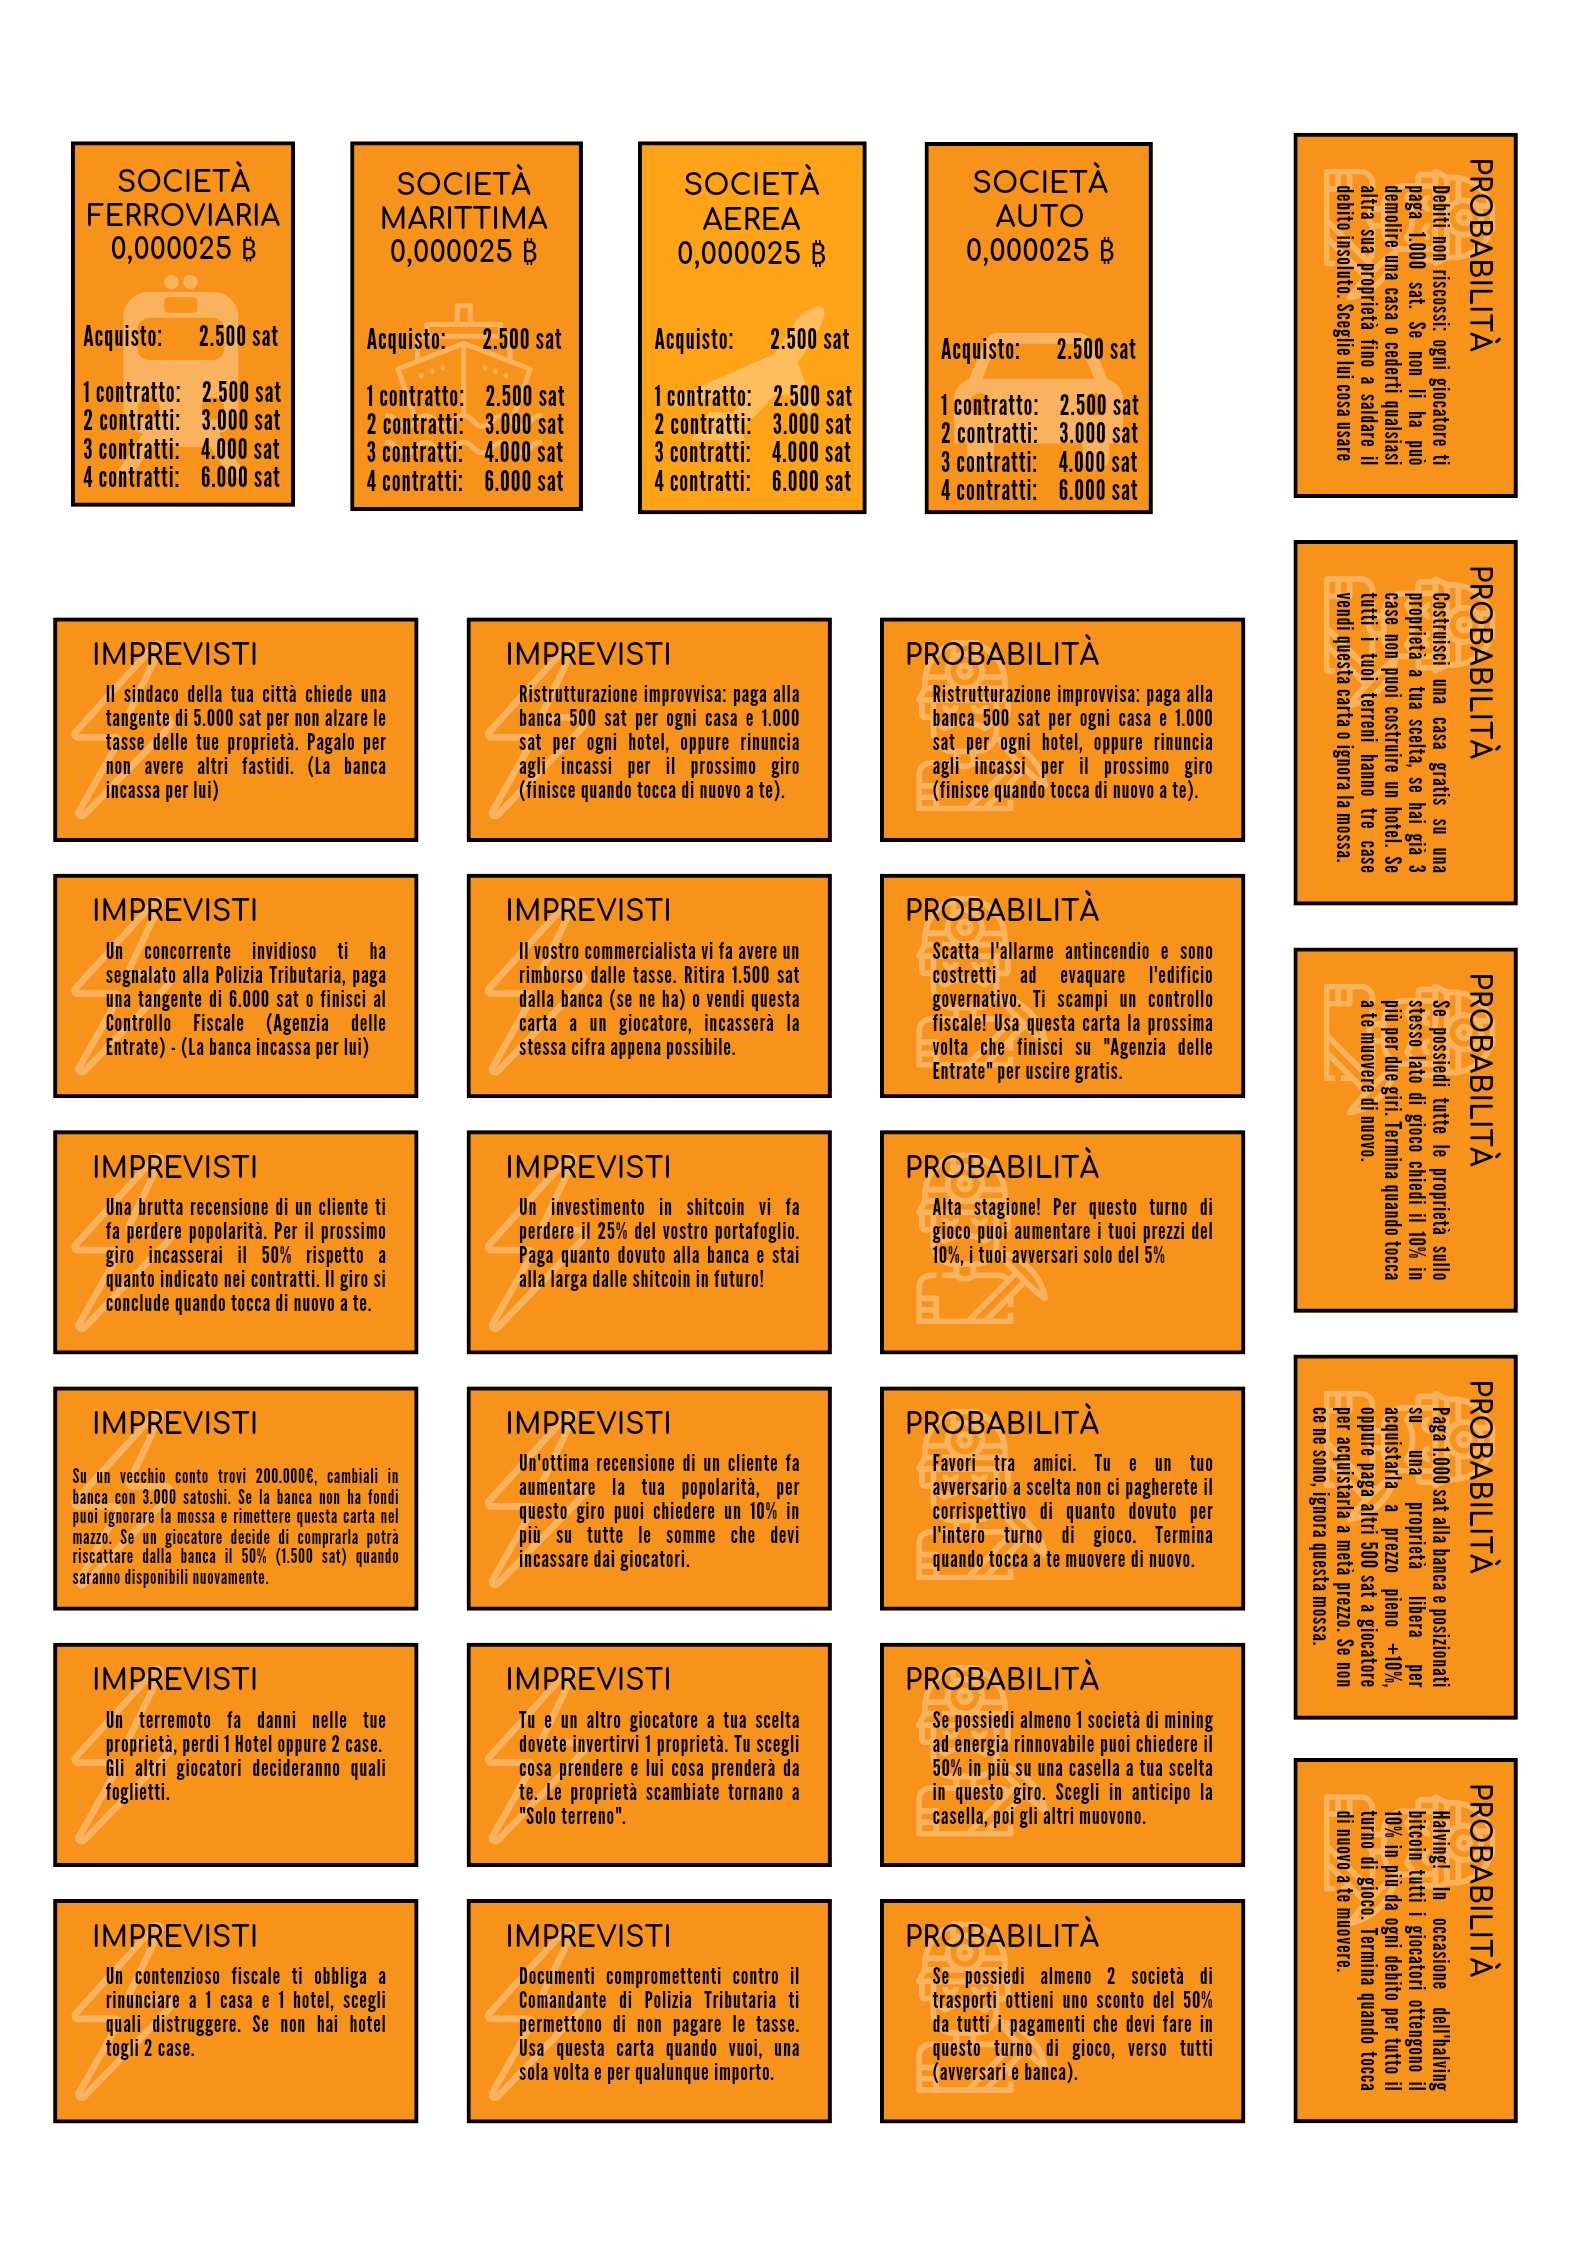 SOCIETÀ
FERROVIARIA
0,000025 ₿
Acquisto: 2.500 sat
1 contratto: 2.500 sat
2 contratti: 3.000 sat
3 contratti: 4.000 sat
4 contratti: 6.000 sat
SOCIETÀ
MARITTIMA
0,000025 ₿
Acquisto: 2.500 sat
1 contratto: 2.500 sat
2 contratti: 3.000 sat
3 contratti: 4.000 sat
4 contratti: 6.000 sat
SOCIETÀ
AEREA
0,000025 ₿
Acquisto: 2.500 sat
1 contratto: 2.500 sat
2 contratti: 3.000 sat
3 contratti: 4.000 sat
4 contratti: 6.000 sat
SOCIETÀ
AUTO
0,000025 ₿
Acquisto: 2.500 sat
1 contratto: 2.500 sat
2 contratti: 3.000 sat
3 contratti: 4.000 sat
4 contratti: 6.000 sat
IMPREVISTI
Il sindaco della tua città chiede una
tangente di 5.000 sat per non alzare le
tasse delle tue proprietà. Pagalo per
non avere altri fastidi. (La banca
incassa per lui)
IMPREVISTI
Ristrutturazione improvvisa: paga alla
banca 500 sat per ogni casa e 1.000
sat per ogni hotel, oppure rinuncia
agli incassi per il prossimo giro
(finisce quando tocca di nuovo a te).
PROBABILITÀ
Ristrutturazione improvvisa: paga alla
banca 500 sat per ogni casa e 1.000
sat per ogni hotel, oppure rinuncia
agli incassi per il prossimo giro
(finisce quando tocca di nuovo a te).
IMPREVISTI
Un concorrente invidioso ti ha
segnalato alla Polizia Tributaria, paga
una tangente di 6.000 sat o finisci al
Controllo Fiscale (Agenzia delle
Entrate) - (La banca incassa per lui)
IMPREVISTI
Il vostro commercialista vi fa avere un
rimborso dalle tasse. Ritira 1.500 sat
dalla banca (se ne ha) o vendi questa
carta a un giocatore, incasserà la
stessa cifra appena possibile.
PROBABILITÀ
Scatta l'allarme antincendio e sono
costretti ad evaquare l'edificio
governativo. Ti scampi un controllo
fiscale! Usa questa carta la prossima
volta che finisci su "Agenzia delle
Entrate" per uscire gratis.
IMPREVISTI
Una brutta recensione di un cliente ti
fa perdere popolarità. Per il prossimo
giro incasserai il 50% rispetto a
quanto indicato nei contratti. Il giro si
conclude quando tocca di nuovo a te.
IMPREVISTI
Un investimento in shitcoin vi fa
perdere il 25% del vostro portafoglio.
Paga quanto dovuto alla banca e stai
alla larga dalle shitcoin in futuro!
PROBABILITÀ
Alta stagione! Per questo turno di
gioco puoi aumentare i tuoi prezzi del
10%, i tuoi avversari solo del 5%
IMPREVISTI
Su un vecchio conto trovi 200.000€, cambiali in
banca con 3.000 satoshi. Se la banca non ha fondi
puoi ignorare la mossa e rimettere questa carta nel
mazzo. Se un giocatore decide di comprarla potrà
riscattare dalla banca il 50% (1.500 sat) quando
saranno disponibili nuovamente.
IMPREVISTI
Un'ottima recensione di un cliente fa
aumentare la tua popolarità, per
questo giro puoi chiedere un 10% in
più su tutte le somme che devi
incassare dai giocatori.
PROBABILITÀ
Favori tra amici. Tu e un tuo
avversario a scelta non ci pagherete il
corrispettivo di quanto dovuto per
l'intero turno di gioco. Termina
quando tocca a te muovere di nuovo.
IMPREVISTI
Un terremoto fa danni nelle tue
proprietà, perdi 1 Hotel oppure 2 case.
Gli altri giocatori decideranno quali
foglietti.
IMPREVISTI
Tu e un altro giocatore a tua scelta
dovete invertirvi 1 proprietà. Tu scegli
cosa prendere e lui cosa prenderà da
te. Le proprietà scambiate tornano a
"Solo terreno".
PROBABILITÀ
Se possiedi almeno 1 società di mining
ad energia rinnovabile puoi chiedere il
50% in più su una casella a tua scelta
in questo giro. Scegli in anticipo la
casella, poi gli altri muovono.
IMPREVISTI
Un contenzioso fiscale ti obbliga a
rinunciare a 1 casa e 1 hotel, scegli
quali distruggere. Se non hai hotel
togli 2 case.
IMPREVISTI
Documenti compromettenti contro il
Comandante di Polizia Tributaria ti
permettono di non pagare le tasse.
Usa questa carta quando vuoi, una
sola volta e per qualunque importo.
PROBABILITÀ
Se possiedi almeno 2 società di
trasporti ottieni uno sconto del 50%
da tutti i pagamenti che devi fare in
questo turno di gioco, verso tutti
(avversari e banca).
PROBABILITÀ
Debiti non riscossi: ogni giocatore ti
paga 1.000 sat. Se non li ha può
demolire una casa o cederti qualsiasi
altra sua proprietà fino a saldare il
debito insoluto. Sceglie lui cosa usare
PROBABILITÀ
Costruisci una casa gratis su una
proprietà a tua scelta, se hai già 3
case non puoi costruire un hotel. Se
tutti i tuoi terreni hanno tre case
vendi questa carta o ignora la mossa.
PROBABILITÀ
Se possiedi tutte le proprietà sullo
stesso lato di gioco chiedi il 10% in
più per due giri. Termina quando tocca
a te muovere di nuovo.
PROBABILITÀ
Paga 1.000 sat alla banca e posizionati
su una proprietà libera per
acquistarla a prezzo pieno +10%,
oppure paga altri 500 sat a giocatore
per acquistarla a metà prezzo. Se non
ce ne sono, ignora questa mossa.
PROBABILITÀ
Halving! In occasione dell'halving
bitcoin tutti i giocatori ottengono il
10% in più da ogni debito per tutto il
turno di gioco. Termina quando tocca
di nuovo a te muovere.